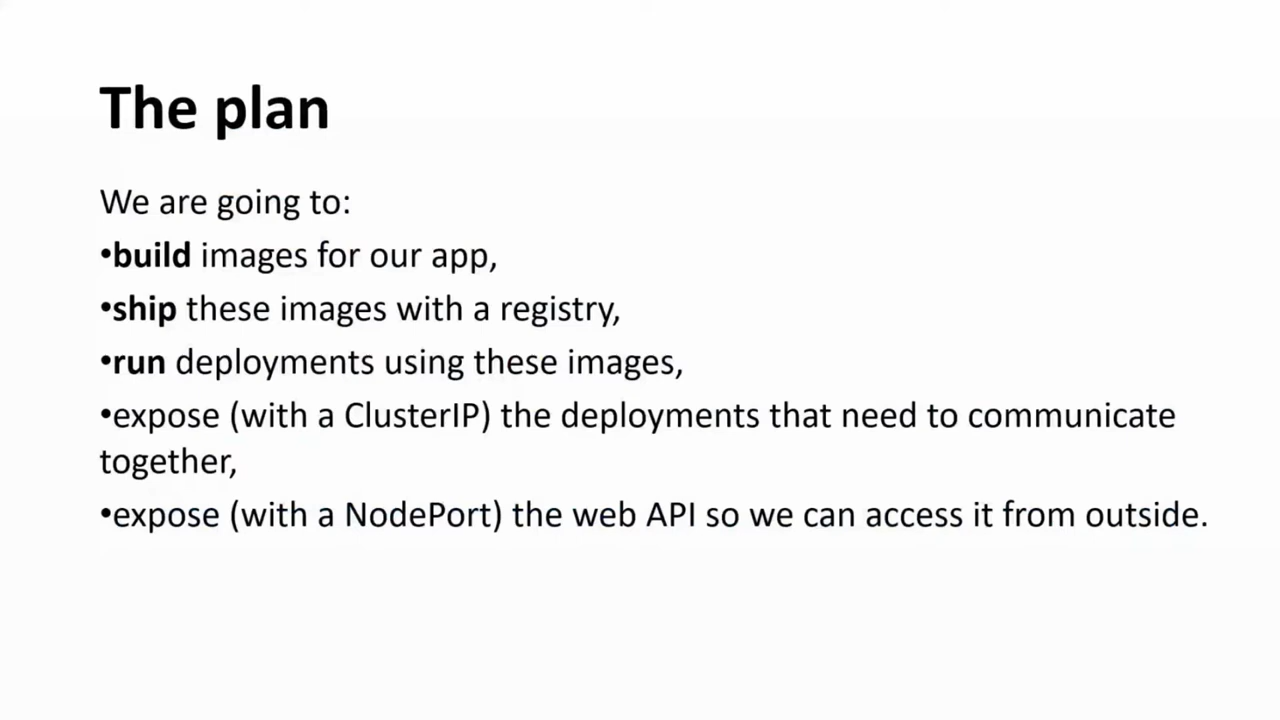 The plan
We are going to:
•build images for our app,
•ship these images with a registry,
•run deployments using these images,
•expose (with a ClusterIP) the deployments that need to communicate
together,
•expose (with a NodePort) the web API so we can access it from outside.